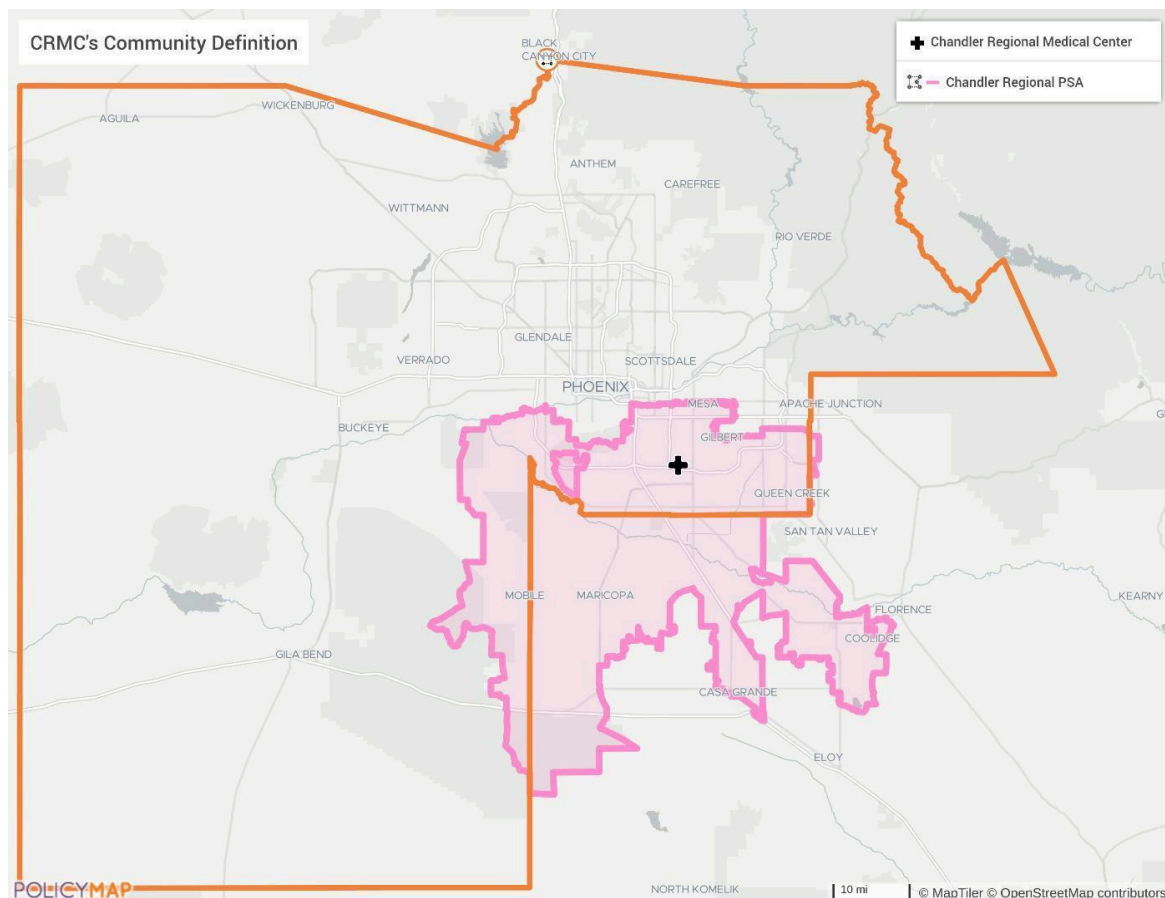 CRMC's Community Definition
Chandler Regional Medical Center
Chandler Regional PSA
BLACK
CANYON CITY
WICKENBURG
AGUILA
ANTHEM
CAREFREE
WITTMANN
RIO VERDE
GLENDALE
VERRADO
SCOTTSDALE
PHOENIX
MESA
APACHE JUNCTION
BUCKEYE
GILBERT
QUEEN CREEK
SAN TAN VALLEY
MOBILE
MARICOPA
KEARNY
FLORENCE
COOLIDGE
GILA BEND
CASA GRANDE
ELOY
NORTH KOMELIK
POLICYMAP
10 mi
© MapTiler © OpenStreetMap contributors